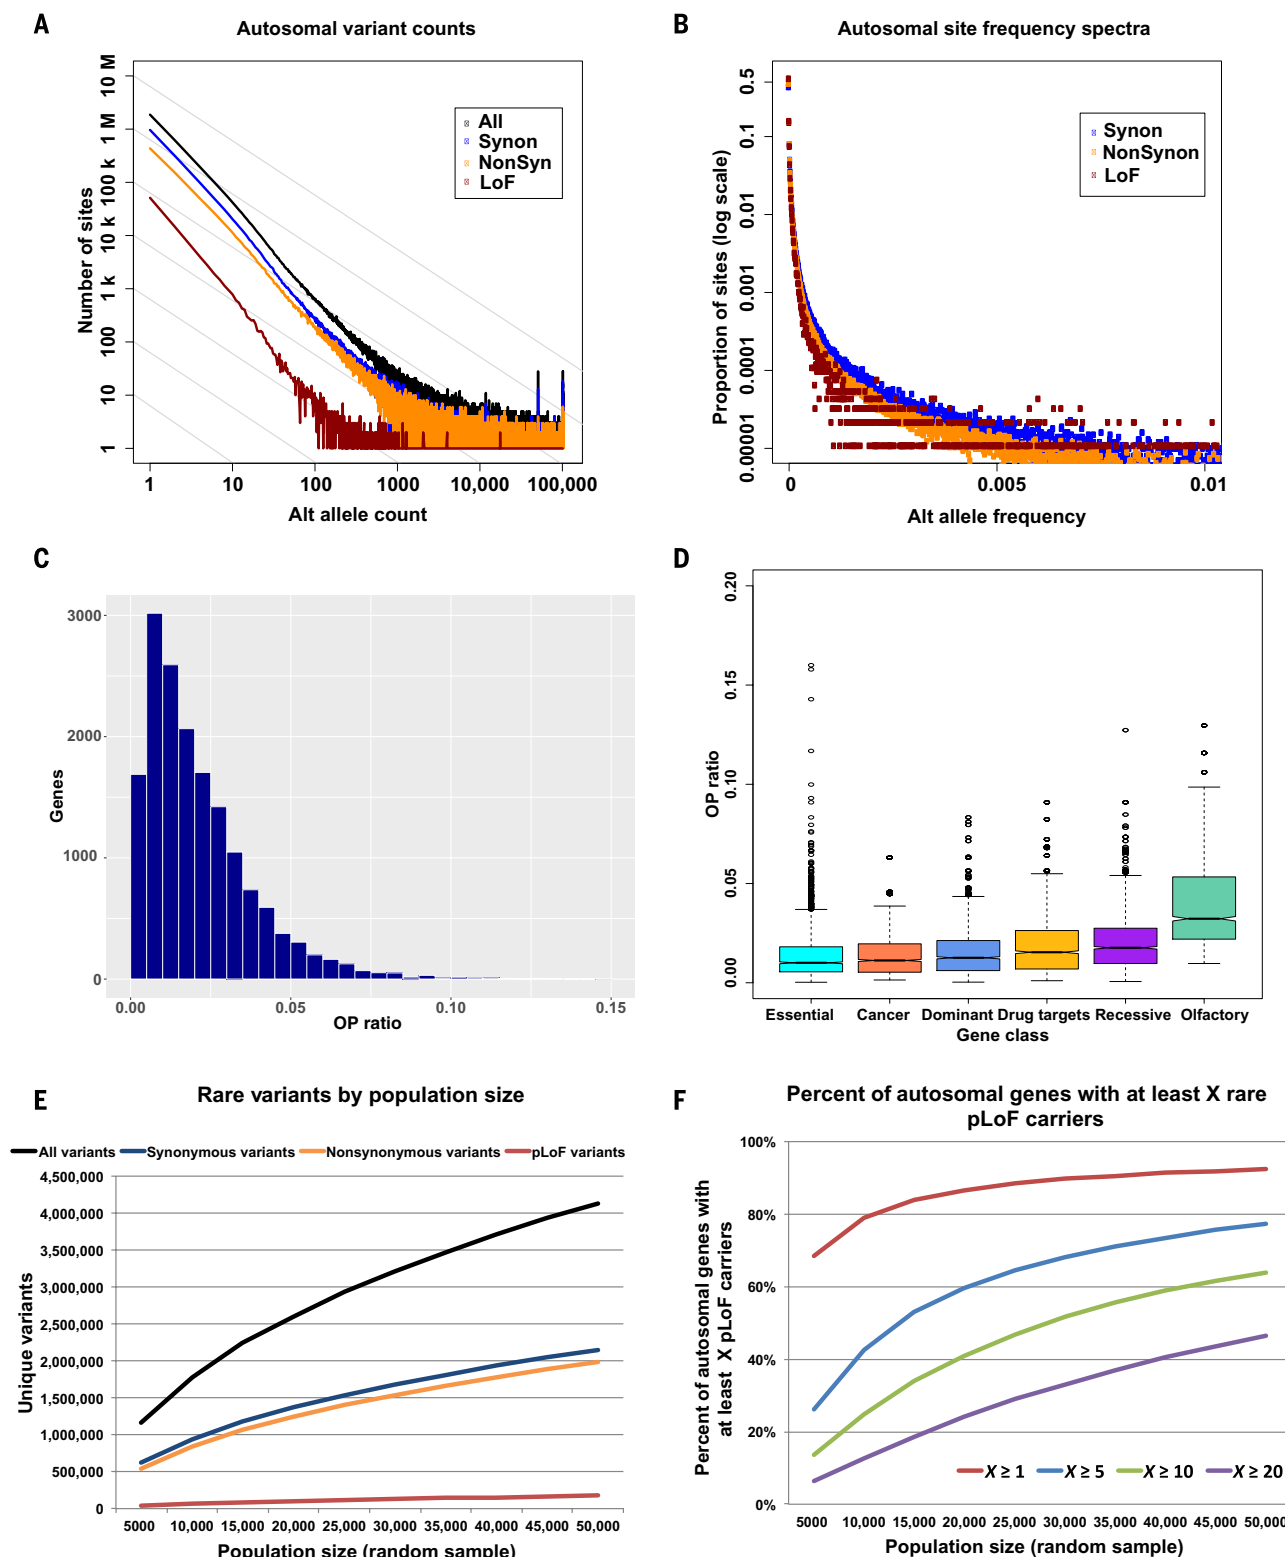 A
Autosomal variant counts
10 M
1 M
100 k
10 k
1 k
100
10
1
Number of sites
All
Synon
NonSyn
LoF
1
10
100
1000
10,000
100,000
Alt allele count
B
Autosomal site frequency spectra
0.5
0.1
0.01
0.001
0.0001
0.00001
Proportion of sites (log scale)
Synon
NonSynon
LoF
0
0.005
0.01
Alt allele frequency
C
3000
2000
1000
0
Genes
0.00
0.05
0.10
0.15
OP ratio
D
0.20
0.15
0.10
0.05
0.00
OP ratio
Essential
Cancer
Dominant
Drug targets
Recessive
Olfactory
Gene class
E
Rare variants by population size
All variants
Synonymous variants
Nonsynonymous variants
pLoF variants
4,500,000
4,000,000
3,500,000
3,000,000
2,500,000
2,000,000
1,500,000
1,000,000
500,000
0
Unique variants
5000
10,000
15,000
20,000
25,000
30,000
35,000
40,000
45,000
50,000
Population size (random sample)
F
Percent of autosomal genes with at least X rare
pLoF carriers
100%
80%
60%
40%
20%
0%
Percent of autosomal genes with
at least X pLoF carriers
X ≥ 1
X ≥ 5
X ≥ 10
X ≥ 20
5000
10,000
15,000
20,000
25,000
30,000
35,000
40,000
45,000
50,000
Population size (random sample)